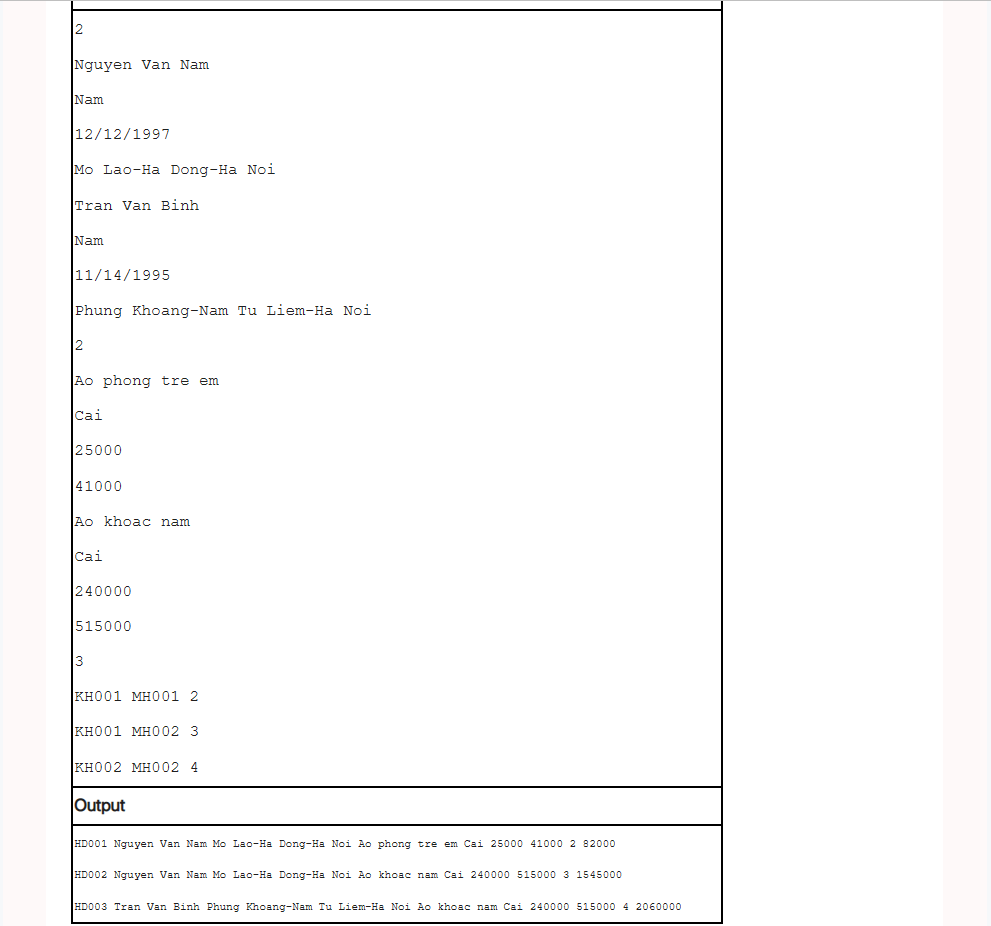 2
Nguyen Van Nam
Nam
12/12/1997
Mo Lao-Ha Dong-Ha Noi
Tran Van Binh
Nam
11/14/1995
Phung Khoang-Nam Tu Liem-Ha Noi
2
Ao phong tre em
Cai
25000
41000
Ao khoac nam
Cai
240000
515000
3
KH001 MH001 2
KH001 MH002 3
KH002 MH002 4
Output
HD001 Nguyen Van Nam Mo Lao-Ha Dong-Ha Noi Ao phong tre em Cai 25000 41000 2 82000
HD002 Nguyen Van Nam Mo Lao-Ha Dong-Ha Noi Ao khoac nam Cai 240000 515000 3 1545000
HD003 Tran Van Binh Phung Khoang-Nam Tu Liem-Ha Noi Ao khoac nam Cai 240000 515000 4 2060000